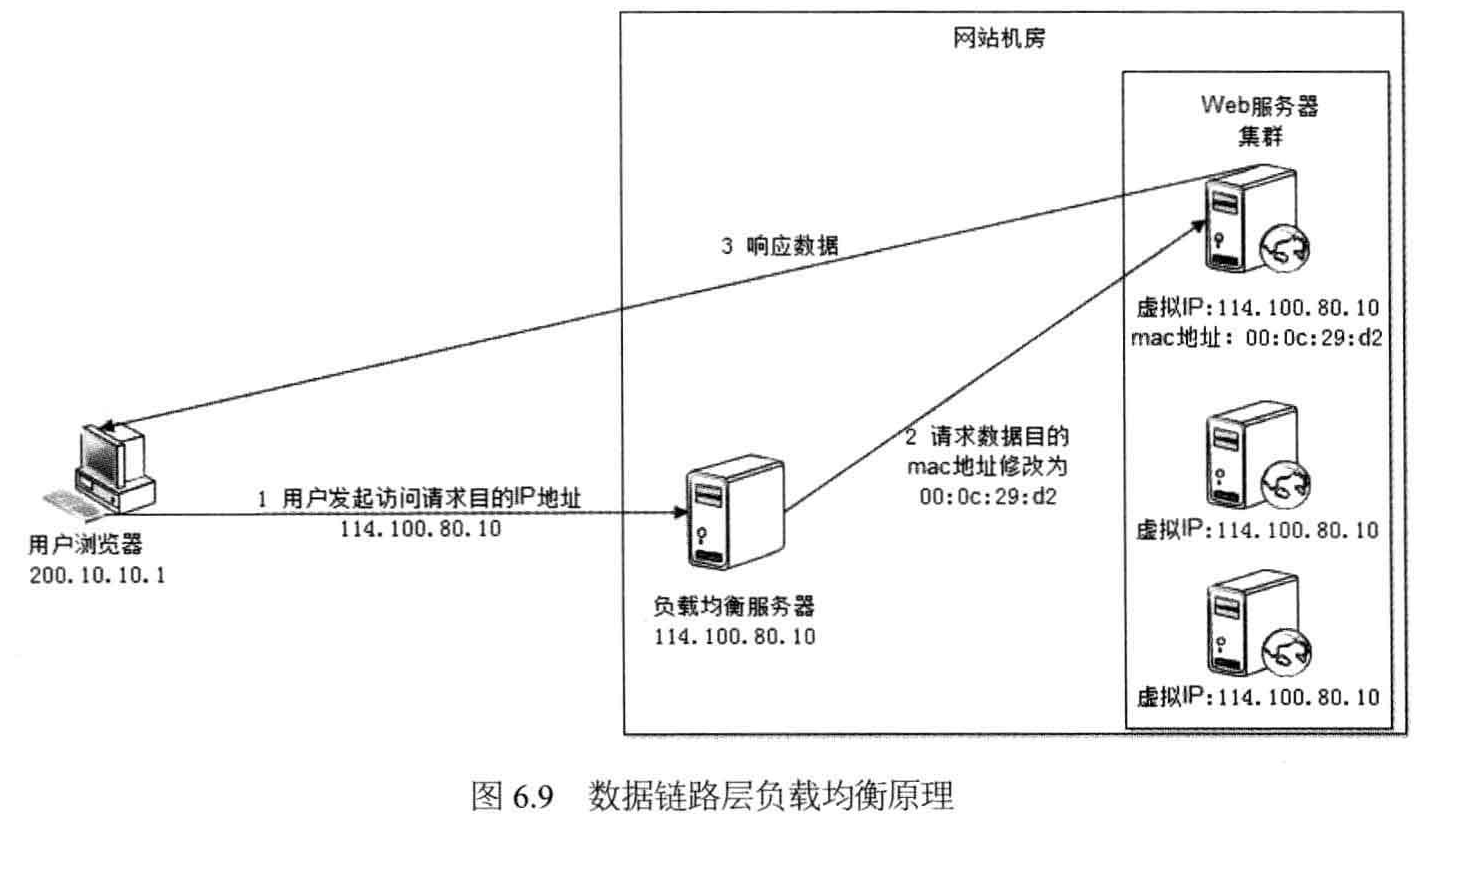 网站机房
Web服务器
集群
3 响应数据
虚拟IP:114.100.80.10
mac地址: 00:0c:29:d2
2 请求数据目的
mac地址修改为
00:0c:29:d2
1 用户发起访问请求目的IP地址
114.100.80.10
用户浏览器
200.10.10.1
负载均衡服务器
114.100.80.10
虚拟IP:114.100.80.10
虚拟IP:114.100.80.10
图 6.9 数据链路层负载均衡原理